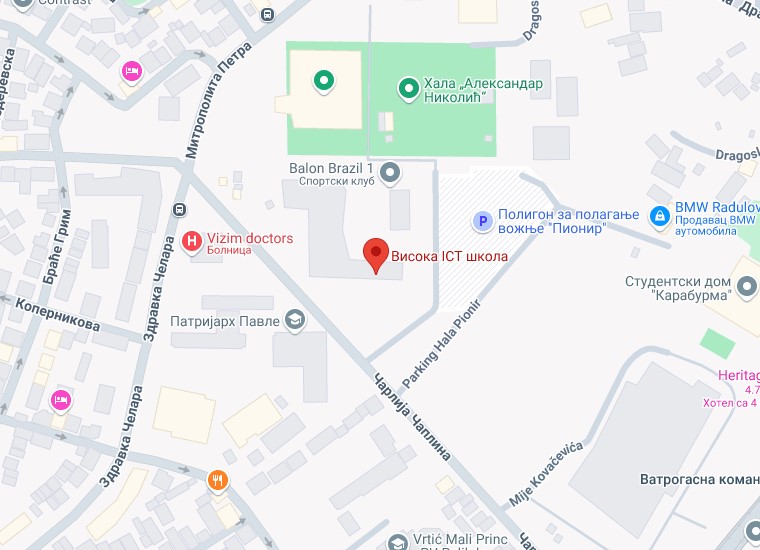 Contrast
Dragos
Митрополита Петра
Хала „Александар
Николић“
Dragosl
Balon Brazil 1
Спортски клуб
Полигон за полагање
вожње "Пионир"
BMW Radulov
Продавац BMW
аутомобила
P
H
Vizim doctors
Болница
Висока ICT школа
Браће Грим
Здравка Челара
Студентски дом
"Карабурма"
Коперникова
Патријарх Павле
Parking Hala Pionir
Чарлија Чаплина
Heritag
4.7
Хотел са 4
Здравка Челара
Mije Kovačevića
Ватрогасна коман
Vrtić Mali Princ